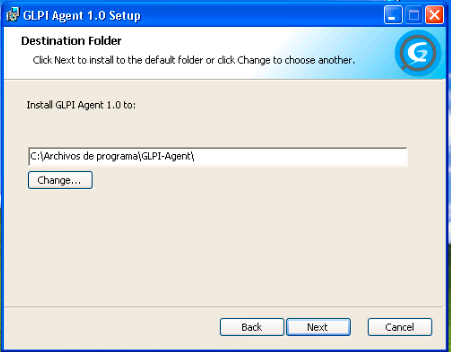 GLPI Agent 1.0 Setup
Destination Folder
Click Next to install to the default folder or click Change to choose another.
Install GLPI Agent 1.0 to:
C:\Archivos de programa\GLPI-Agent\
Change...
Back Next Cancel